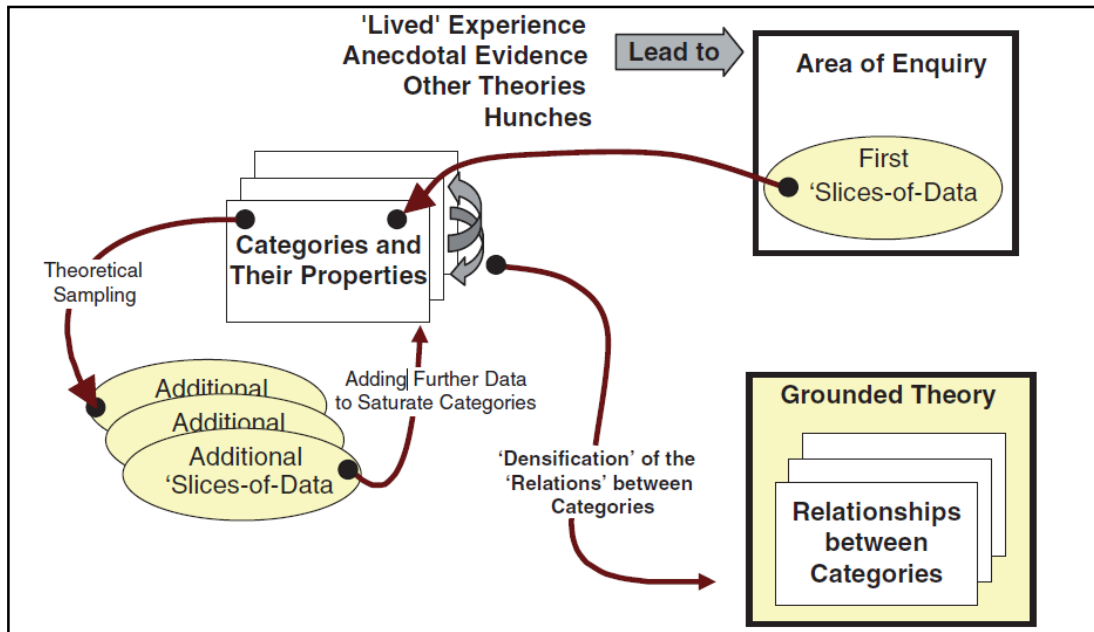 'Lived' Experience
Anecdotal Evidence
Other Theories
Hunches
Lead to
Area of Enquiry
First
‘Slices-of-Data
Categories and
Their Properties
Theoretical
Sampling
Additional
Additional
Additional
‘Slices-of-Data
Adding Further Data
to Saturate Categories
‘Densification’ of the
‘Relations’ between
Categories
Grounded Theory
Relationships
between
Categories